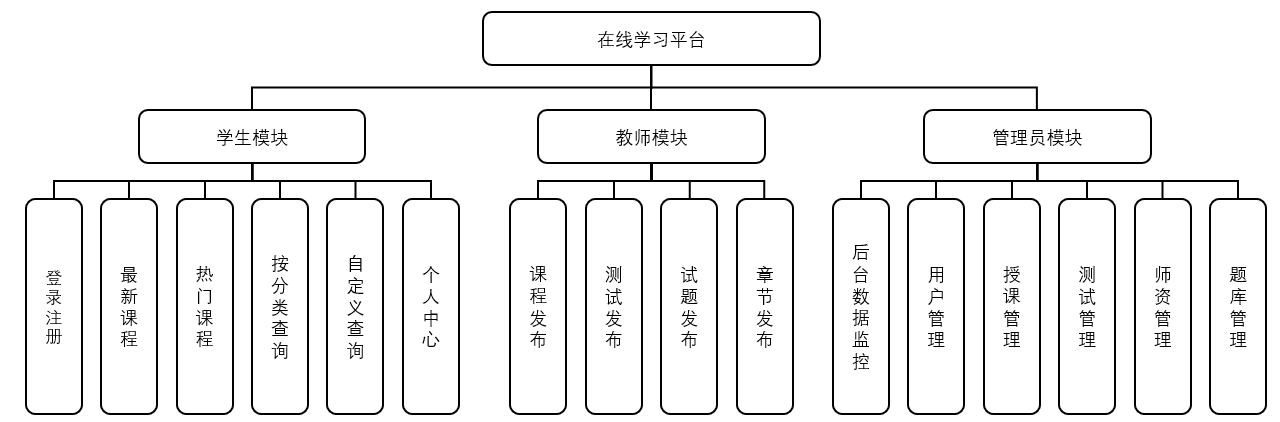 在线学习平台
学生模块
教师模块
管理员模块
登录注册
最新课程
热门课程
按分类查询
自定义查询
个人中心
课程发布
测试发布
试题发布
章节发布
后台数据监控
用户管理
授课管理
测试管理
师资管理
题库管理